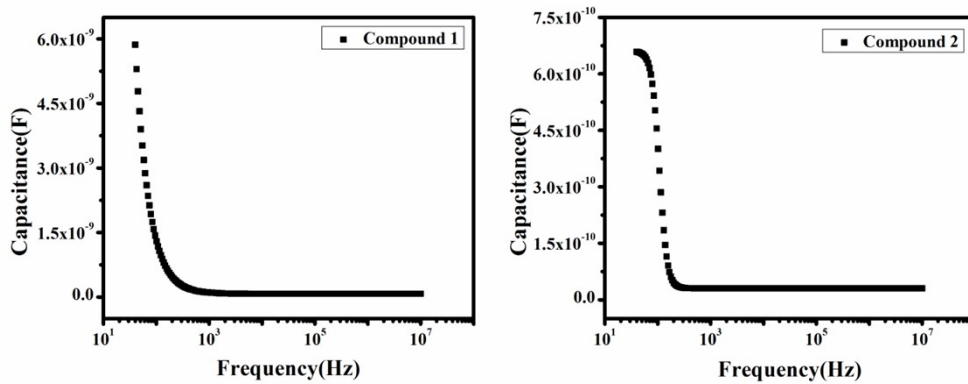 Compound 1
6.0x10⁻⁹
4.5x10⁻⁹
3.0x10⁻⁹
1.5x10⁻⁹
0.0
Capacitance(F)
10¹ 10³ 10⁵ 10⁷
Frequency(Hz)
Compound 2
7.5x10⁻¹⁰
6.0x10⁻¹⁰
4.5x10⁻¹⁰
3.0x10⁻¹⁰
1.5x10⁻¹⁰
0.0
Capacitance(F)
10¹ 10³ 10⁵ 10⁷
Frequency(Hz)